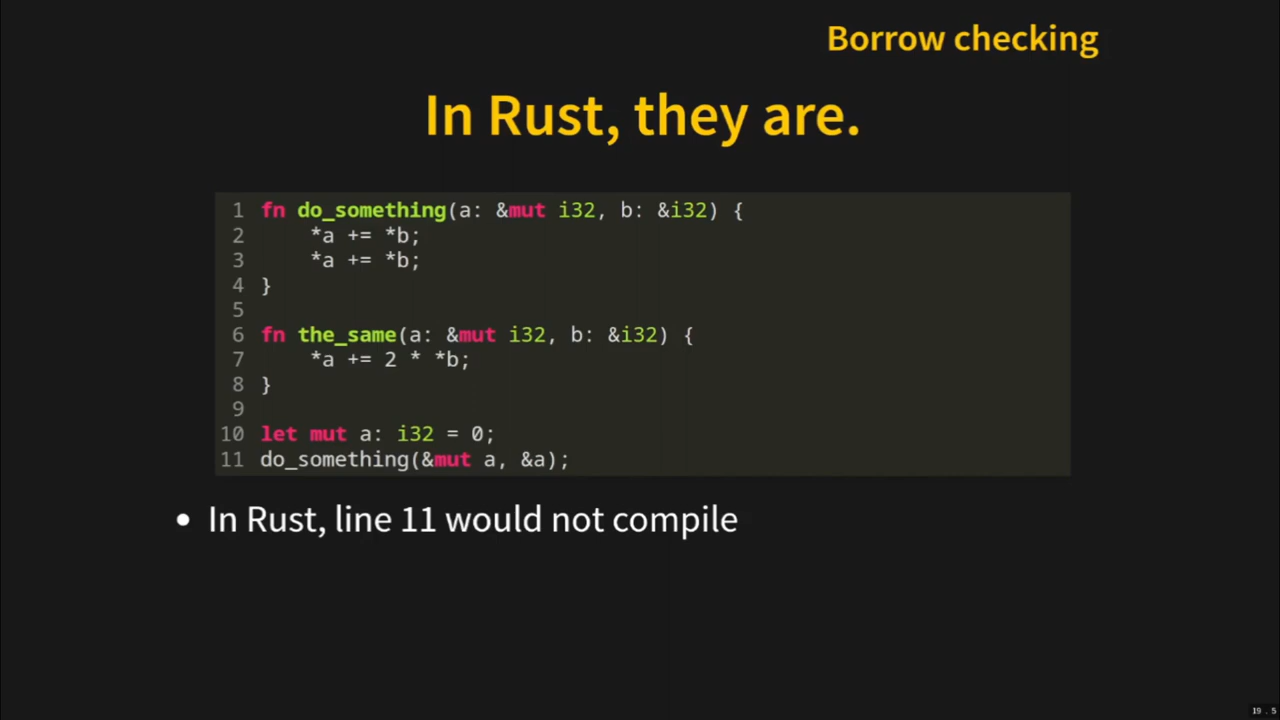 Borrow checking
In Rust, they are.
1 fn do_something(a: &mut i32, b: &i32) {
2     *a += *b;
3     *a += *b;
4 }
5
6 fn the_same(a: &mut i32, b: &i32) {
7     *a += 2 * *b;
8 }
9
10 let mut a: i32 = 0;
11 do_something(&mut a, &a);
• In Rust, line 11 would not compile
19 . 5